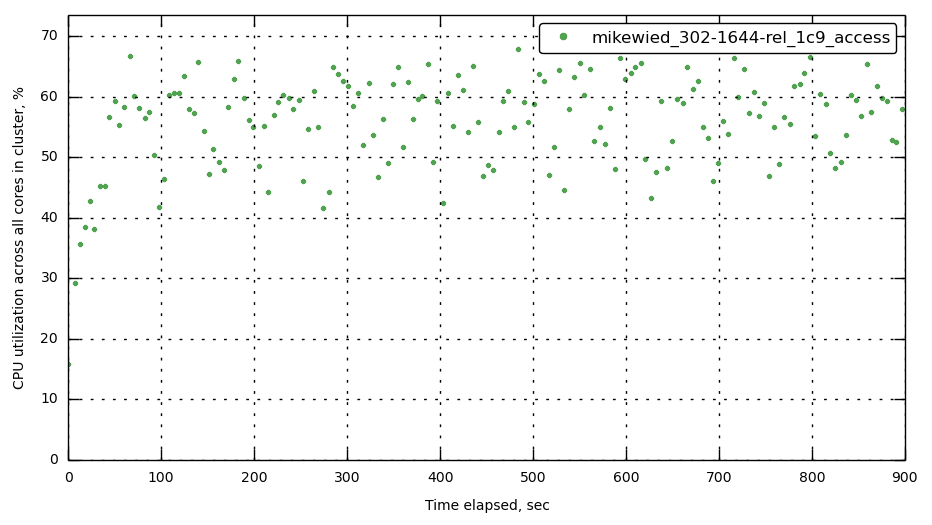 70
60
50
40
30
20
10
0
mikewied_302-1644-rel_1c9_access
CPU utilization across all cores in cluster, %
0 100 200 300 400 500 600 700 800 900
Time elapsed, sec